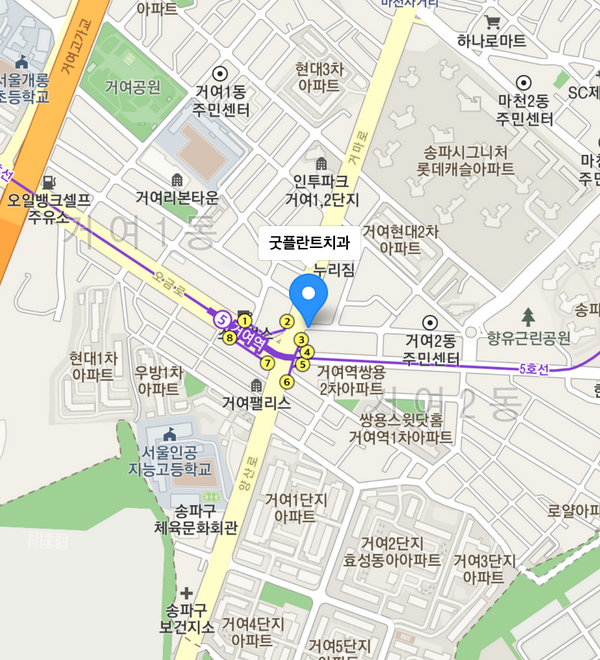 아파트
마천사거리
하나로마트
거여고가교
서울개롱
초등학교
거여공원
거여1동
주민센터
현대3차
아파트
마천2동
주민센터
거마로
송파시그니처
롯데캐슬아파트
오일뱅크셀프
주유소
거여리본타운
인투파크
거여1,2단지
거여1동
거여현대2차
아파트
굿플란트치과
누리짐
오금로
5
거여역
1
2
3
4
5
6
7
8
거여2동
주민센터
향유근린공원
5호선
현대1차
아파트
우방1차
아파트
거여팰리스
거여역쌍용
2차아파트
거여2동
쌍용스윗닷홈
거여역1차아파트
서울인공
지능고등학교
양산로
송파구
체육문화회관
거여1단지
아파트
거여2단지
효성동아아파트
거여3단지
아파트
송파구
보건지소
거여4단지
아파트
거여5단지
아파트